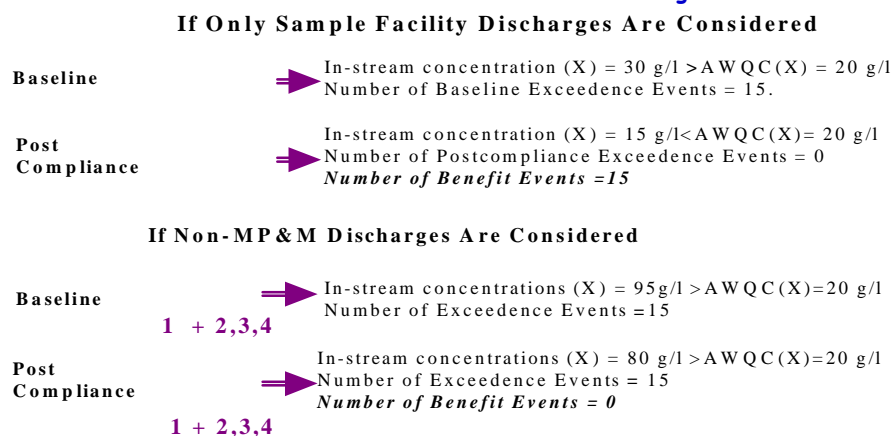 If Only Sample Facility Discharges Are Considered
Baseline
In-stream concentration (X) = 30 g/l >AWQC(X) = 20 g/l
Number of Baseline Exceedence Events = 15.
Post
Compliance
In-stream concentration (X) = 15 g/l<AWQC(X)= 20 g/l
Number of Postcompliance Exceedence Events = 0
Number of Benefit Events =15
If Non-MP&M Discharges Are Considered
Baseline
1 + 2,3,4
In-stream concentrations (X) = 95g/l >AWQC(X)=20 g/l
Number of Exceedence Events =15
Post
Compliance
1 + 2,3,4
In-stream concentrations (X) = 80 g/l >AWQC(X)=20 g/l
Number of Exceedence Events = 15
Number of Benefit Events = 0